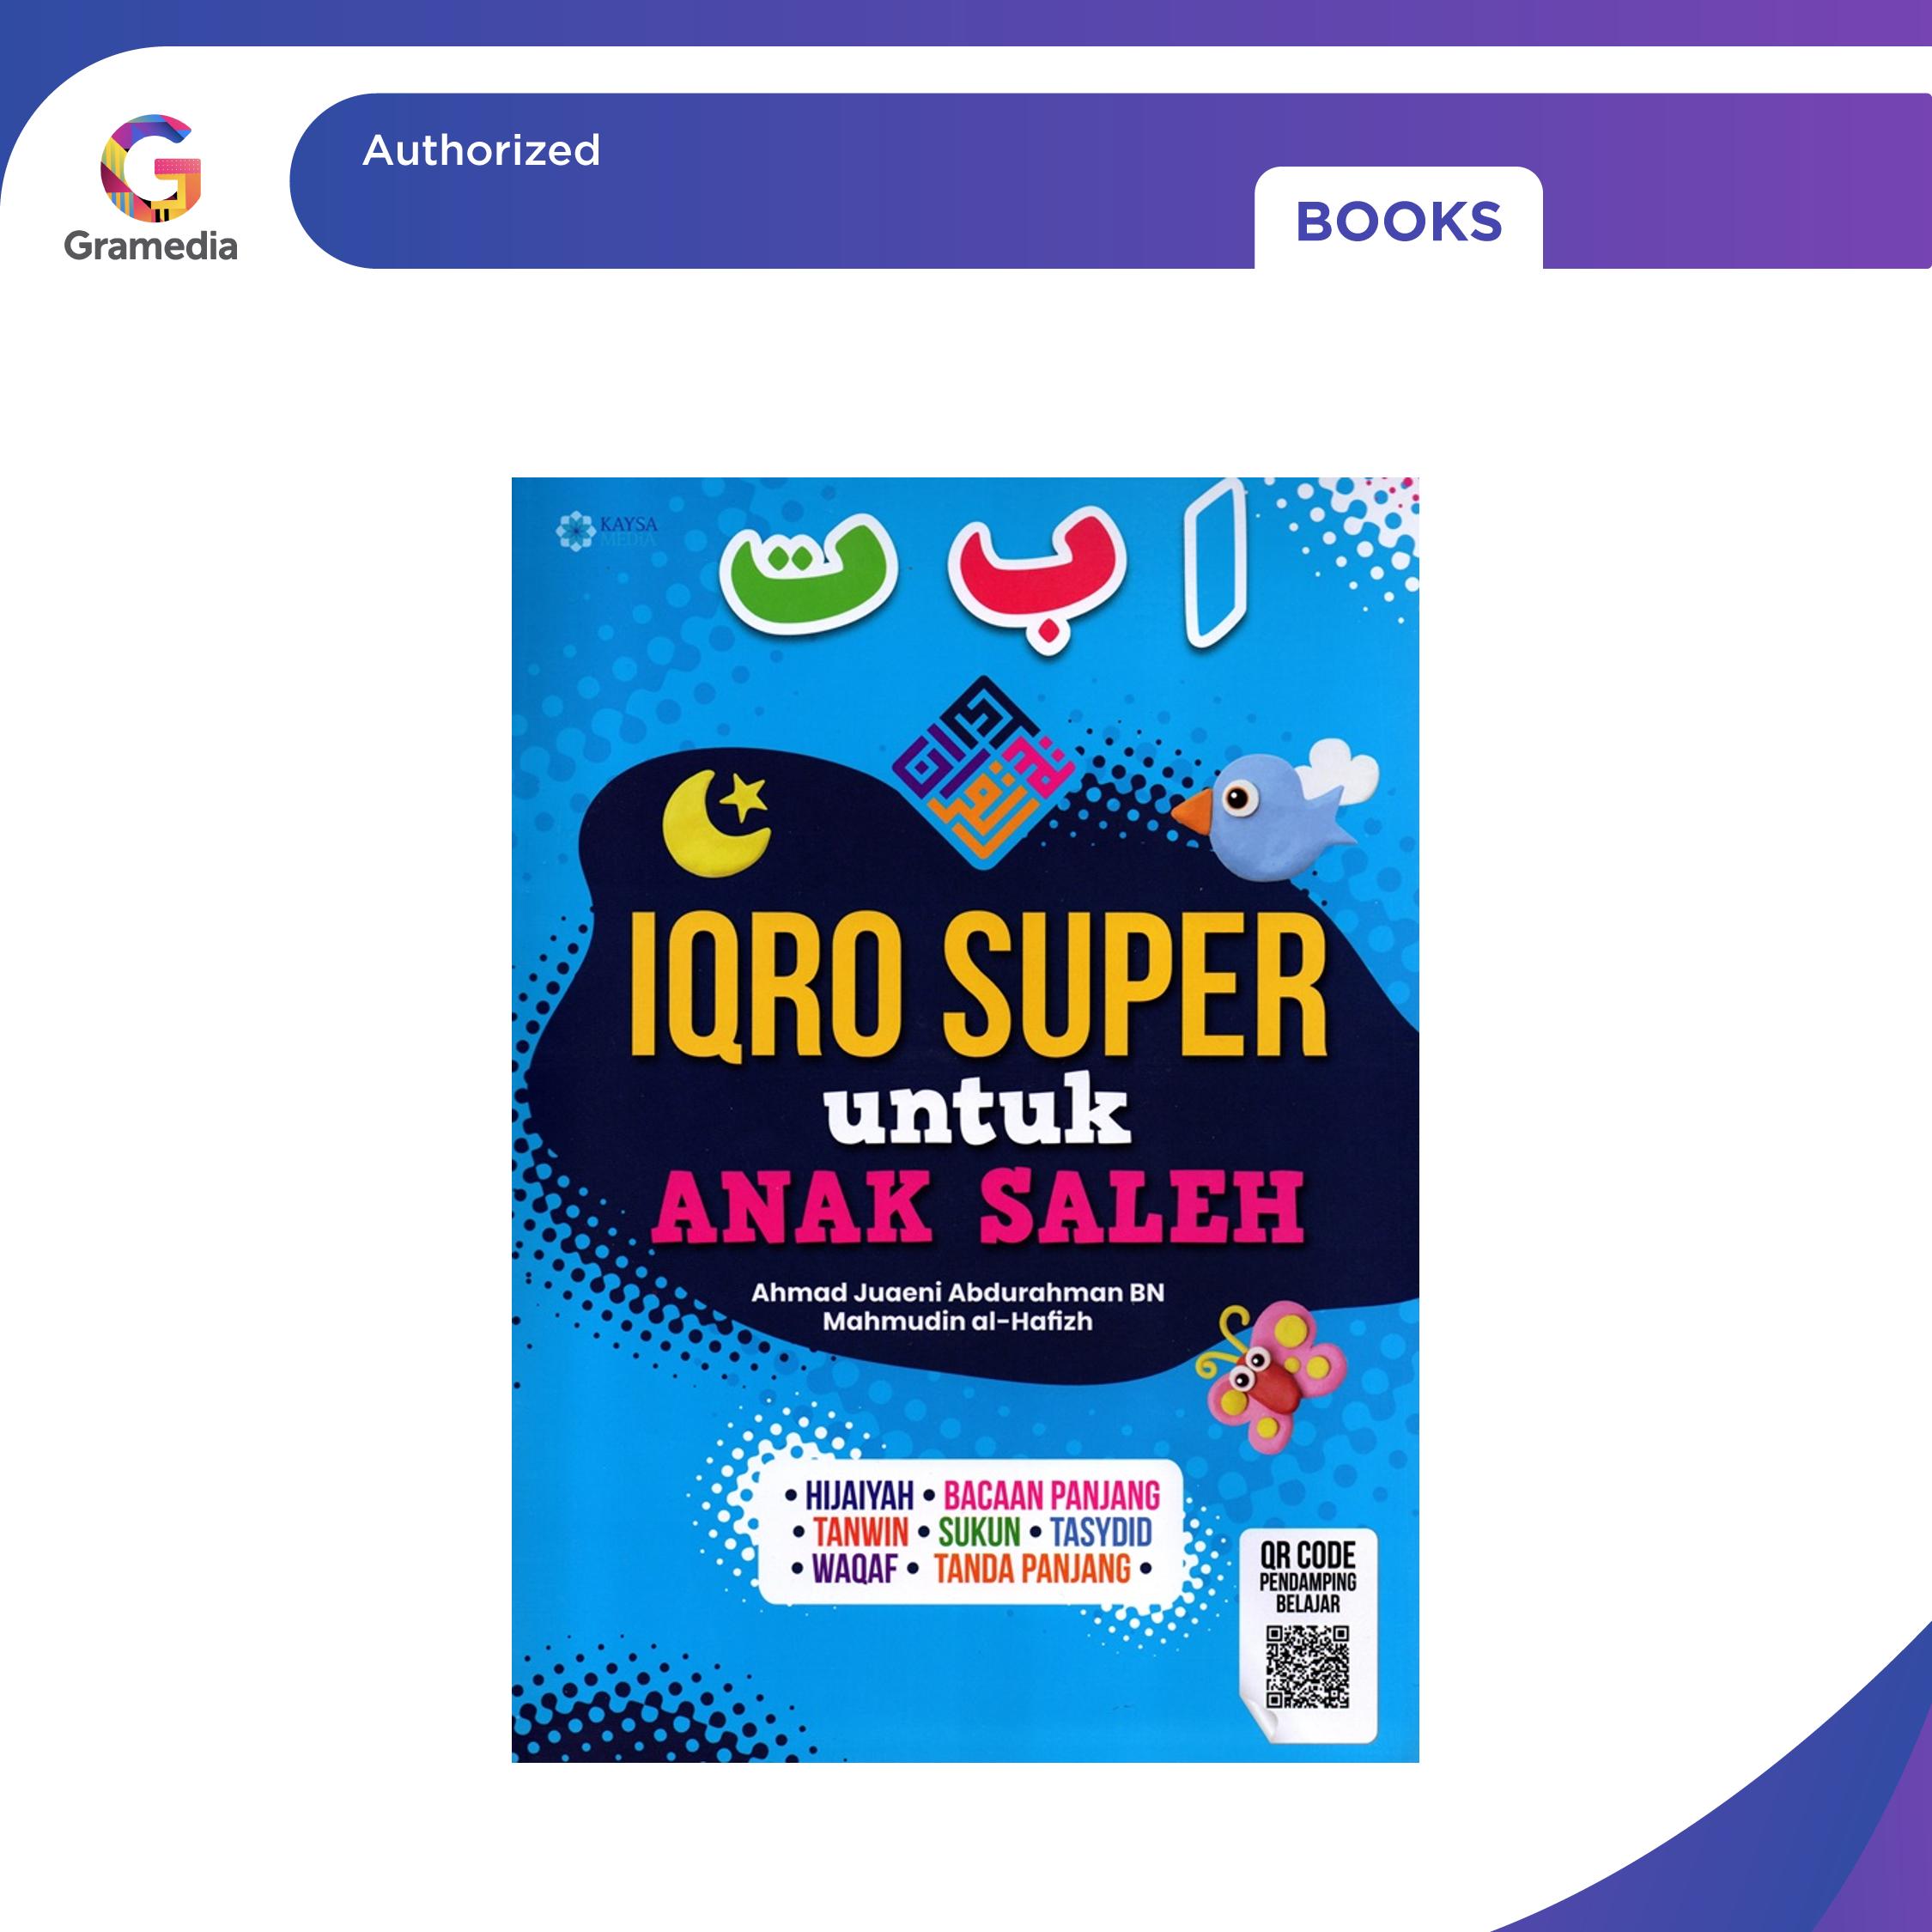 Gramedia
Authorized
BOOKS
KAYSA
MEDIA
ا ب ت
IQRO SUPER
untuk
ANAK SALEH
Ahmad Juaeni Abdurahman BN
Mahmudin al-Hafizh
• HIJAIYAH • BACAAN PANJANG
• TANWIN • SUKUN • TASYDID
• WAQAF • TANDA PANJANG •
QR CODE
PENDAMPING
BELAJAR